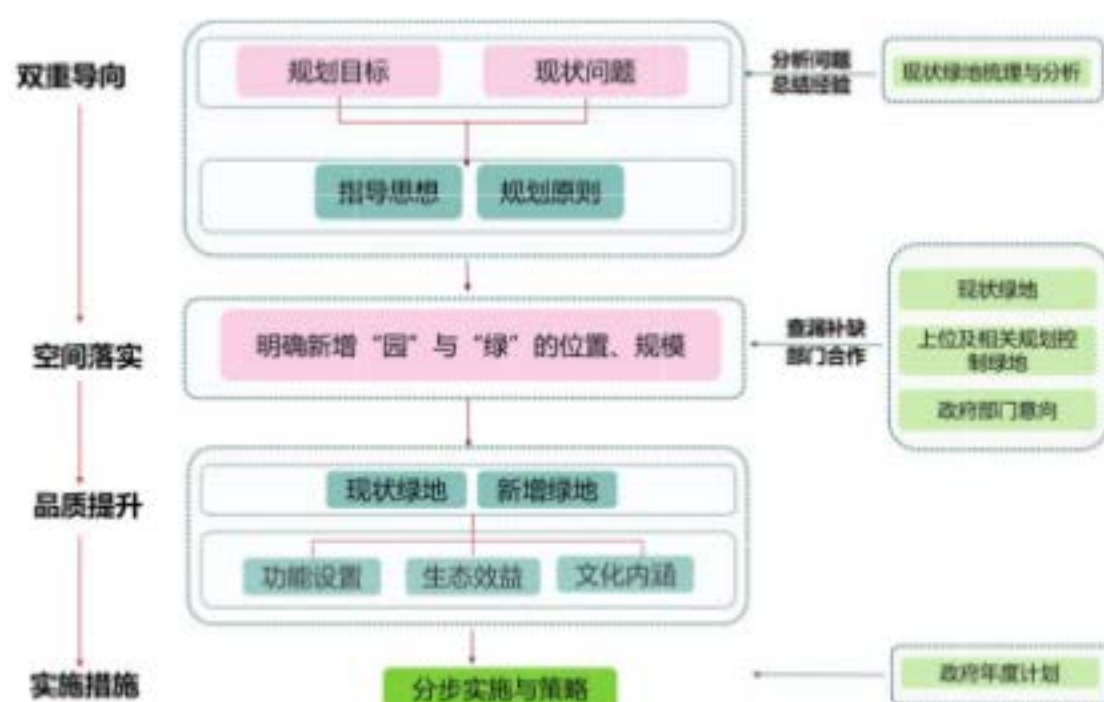 双重导向
规划目标
现状问题
分析问题
总结经验
现状绿地梳理与分析
指导思想
规划原则
空间落实
明确新增“园”与“绿”的位置、规模
查漏补缺
部门合作
现状绿地
上位及相关规划控
制绿地
政府部门意向
品质提升
现状绿地
新增绿地
功能设置
生态效益
文化内涵
实施措施
分步实施与策略
政府年度计划